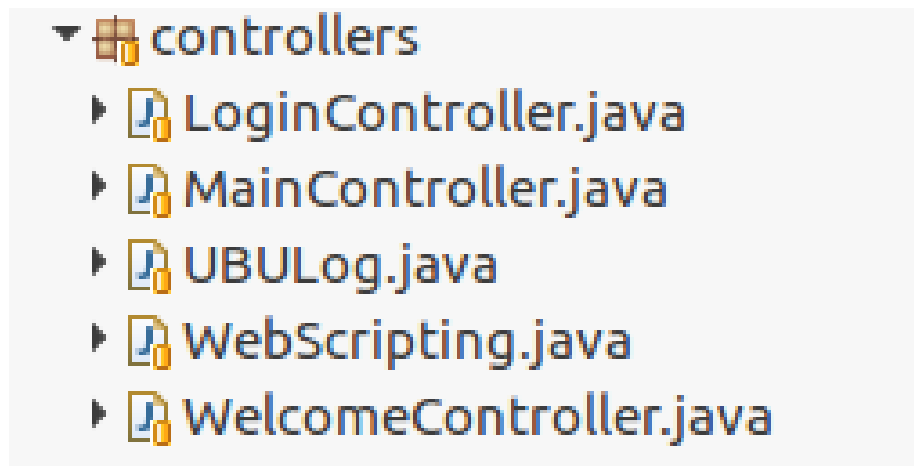 controllers
LoginController.java
MainController.java
UBULog.java
WebScripting.java
WelcomeController.java